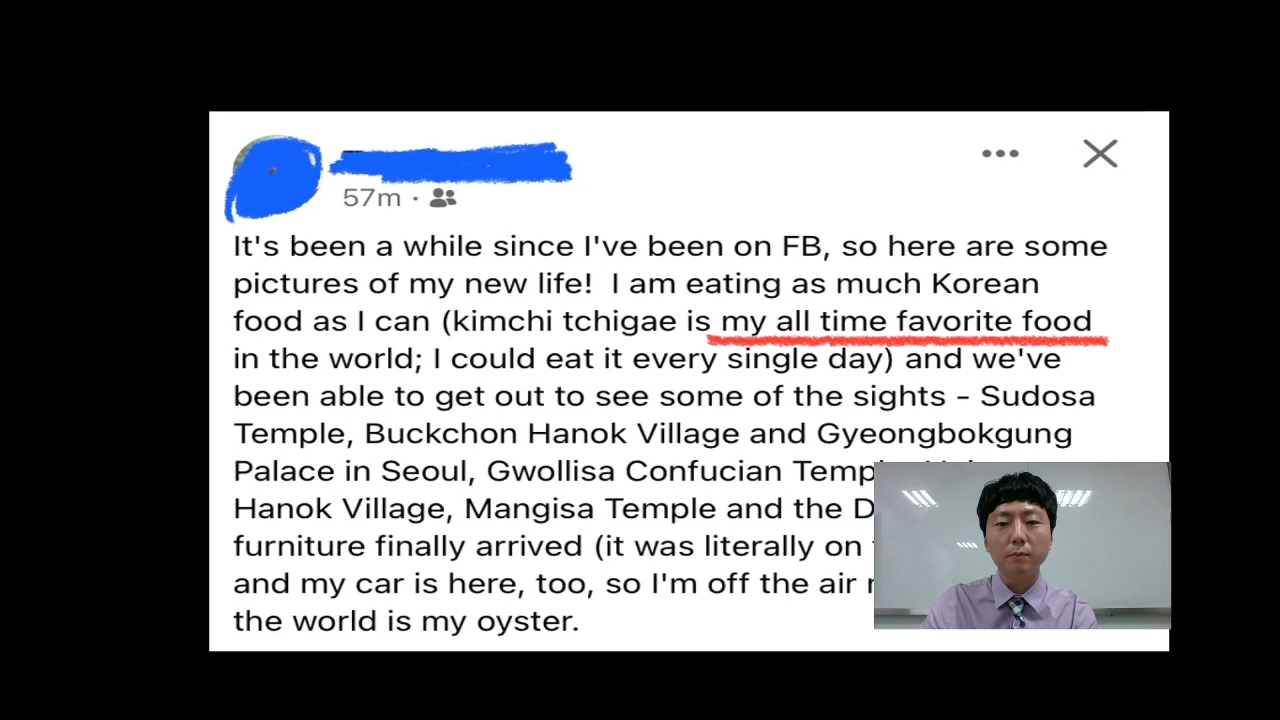 57m
It's been a while since I've been on FB, so here are some
pictures of my new life! I am eating as much Korean
food as I can (kimchi tchigae is my all time favorite food
in the world; I could eat it every single day) and we've
been able to get out to see some of the sights - Sudosa
Temple, Buckchon Hanok Village and Gyeongbokgung
Palace in Seoul, Gwollisa Confucian
Hanok Village, Mangisa Temple and the
furniture finally arrived (it was literally on
and my car is here, too, so I'm off the air
the world is my oyster.